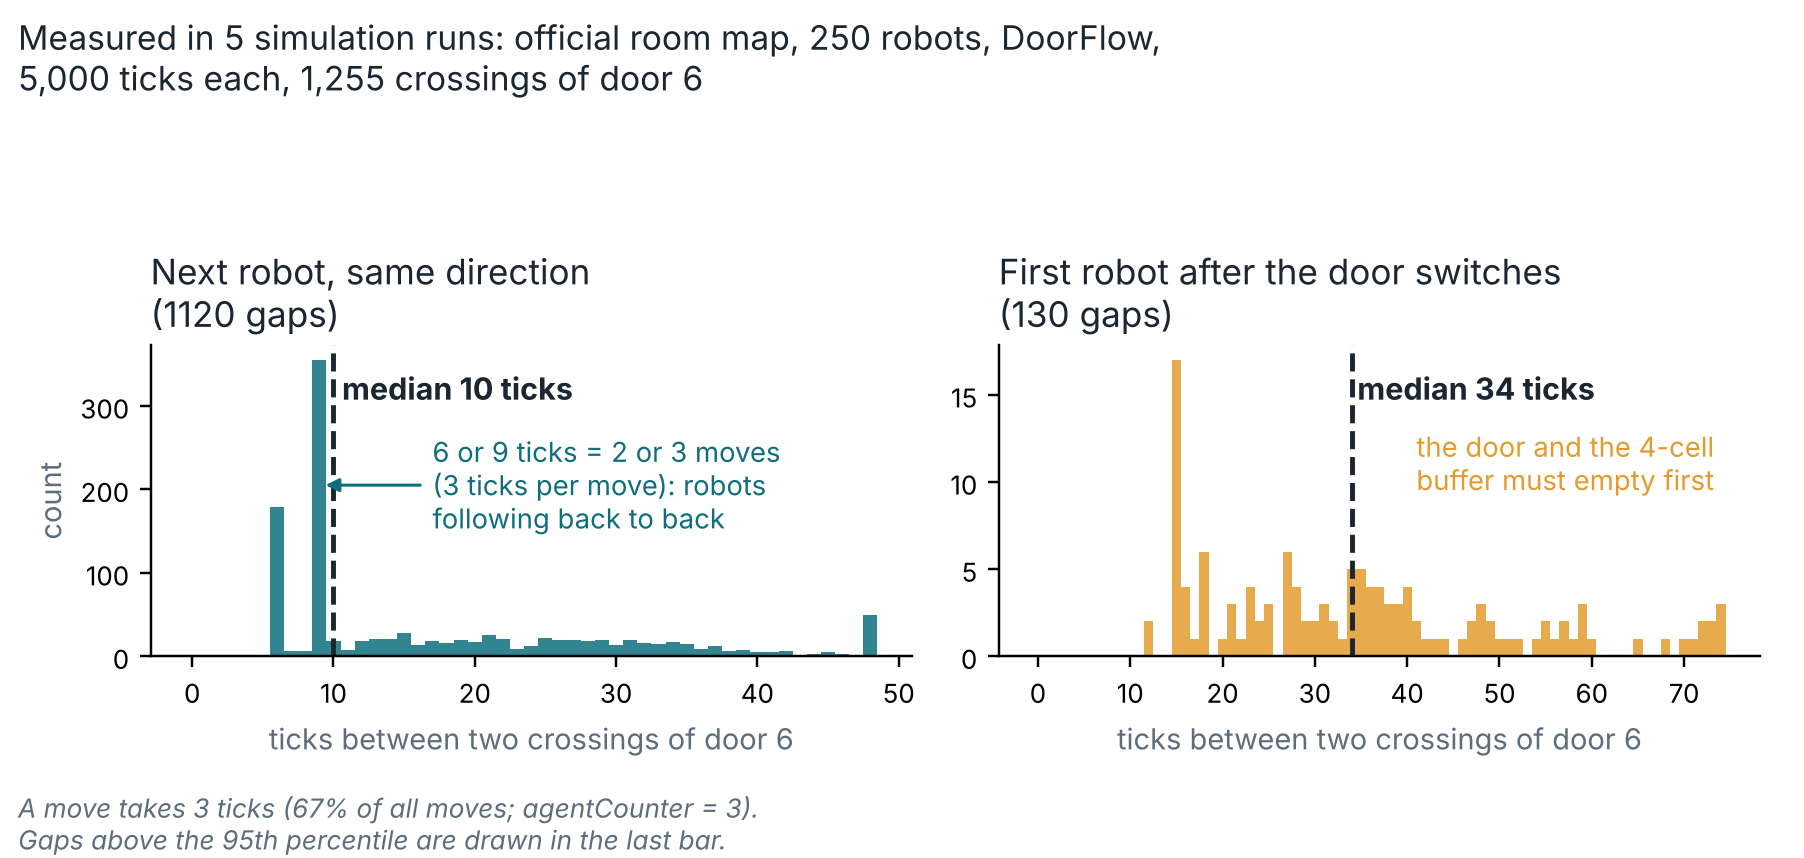 Measured in 5 simulation runs: official room map, 250 robots, DoorFlow,
5,000 ticks each, 1,255 crossings of door 6
Next robot, same direction
(1120 gaps)
median 10 ticks
6 or 9 ticks = 2 or 3 moves
(3 ticks per move): robots
following back to back
count
300
200
100
0
0 10 20 30 40 50
ticks between two crossings of door 6
First robot after the door switches
(130 gaps)
median 34 ticks
the door and the 4-cell
buffer must empty first
15
10
5
0
0 10 20 30 40 50 60 70
ticks between two crossings of door 6
A move takes 3 ticks (67% of all moves; agentCounter = 3).
Gaps above the 95th percentile are drawn in the last bar.